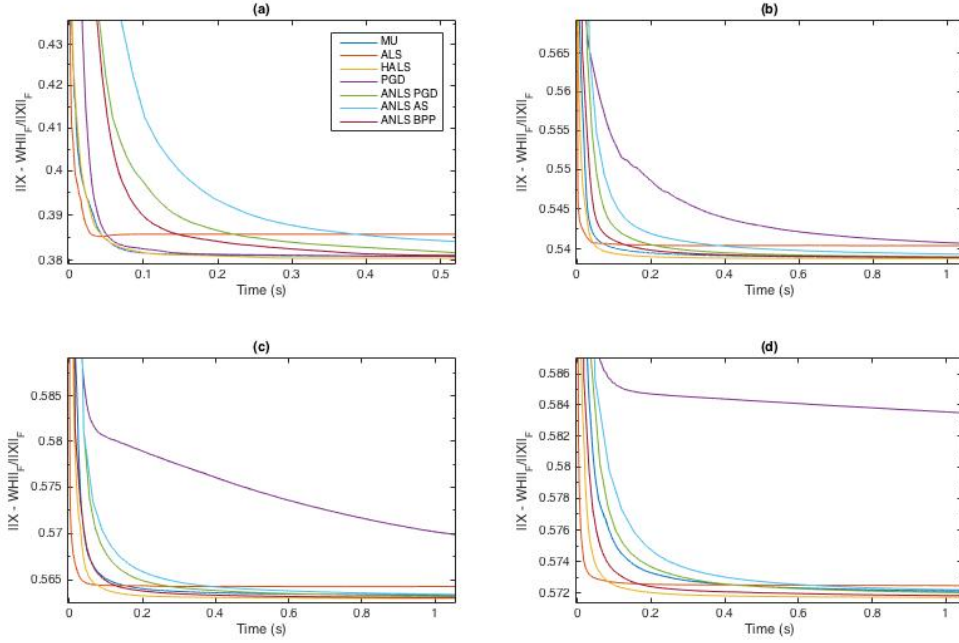 (a)
0.43
0.42
0.41
0.4
0.39
0.38
||X - WH||F/||X||F
0 0.1 0.2 0.3 0.4 0.5
Time (s)
MU
ALS
HALS
PGD
ANLS PGD
ANLS AS
ANLS BPP
(b)
0.565
0.56
0.555
0.55
0.545
0.54
||X - WH||F/||X||F
0 0.2 0.4 0.6 0.8 1
Time (s)
(c)
0.585
0.58
0.575
0.57
0.565
||X - WH||F/||X||F
0 0.2 0.4 0.6 0.8 1
Time (s)
(d)
0.586
0.584
0.582
0.58
0.578
0.576
0.574
0.572
||X - WH||F/||X||F
0 0.2 0.4 0.6 0.8 1
Time (s)